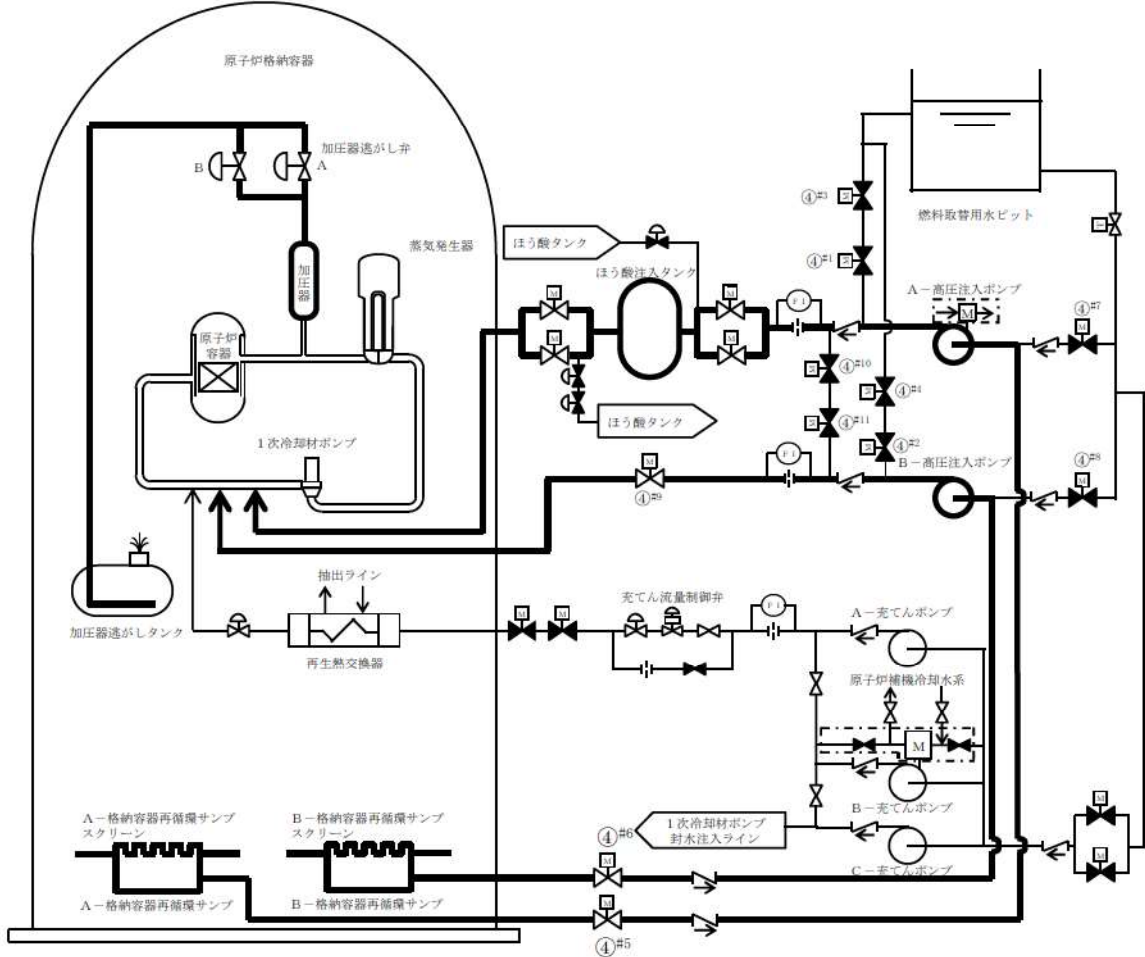 原子炉格納容器
加圧器逃がし弁
B
A
④#3
燃料取替用水ピット
蒸気発生器
ほう酸タンク
④#1
加圧器
ほう酸注入タンク
A－高圧注入ポンプ
M
M
FI
M
④#7
M
原子炉容器
M
M
④#10
④#4
ほう酸タンク
④#11
1次冷却材ポンプ
④#2
B－高圧注入ポンプ
M
FI
④#8
M
④#9
抽出ライン
充てん流量制御弁
FI
A－充てんポンプ
M
M
加圧器逃がしタンク
再生熱交換器
原子炉補機冷却水系
M
B－充てんポンプ
M
A－格納容器再循環サンプ
スクリーン
B－格納容器再循環サンプ
スクリーン
1次冷却材ポンプ
封水注入ライン
④#6
M
M
C－充てんポンプ
A－格納容器再循環サンプ
B－格納容器再循環サンプ
M
④#5